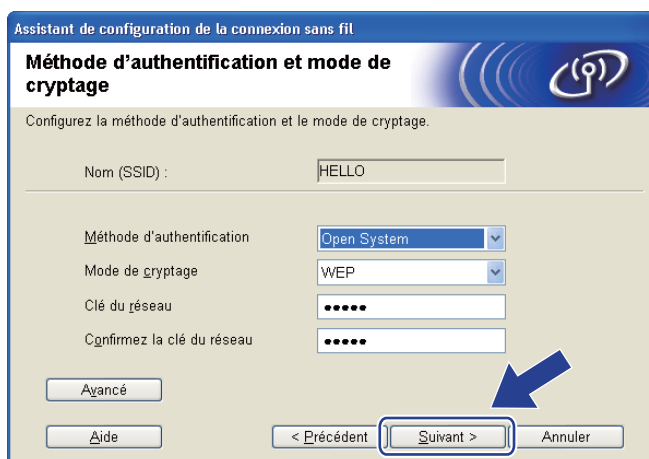 Assistant de configuration de la connexion sans fil
Méthode d'authentification et mode de
cryptage
Configurez la méthode d'authentification et le mode de cryptage.
Nom (SSID) : HELLO
Méthode d'authentification Open System
Mode de cryptage WEP
Clé du réseau •••••
Confirmez la clé du réseau •••••
Avancé
Aide < Précédent Suivant > Annuler